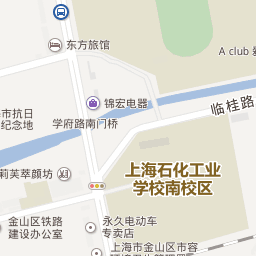 东方旅馆
A club
锦宏电器
市抗日
纪念地
学府路南门桥
临桂路
莉芙萃颜坊
上海石化工业
学校南校区
金山区铁路
建设办公室
永久电动车
专卖店
上海市金山区市容